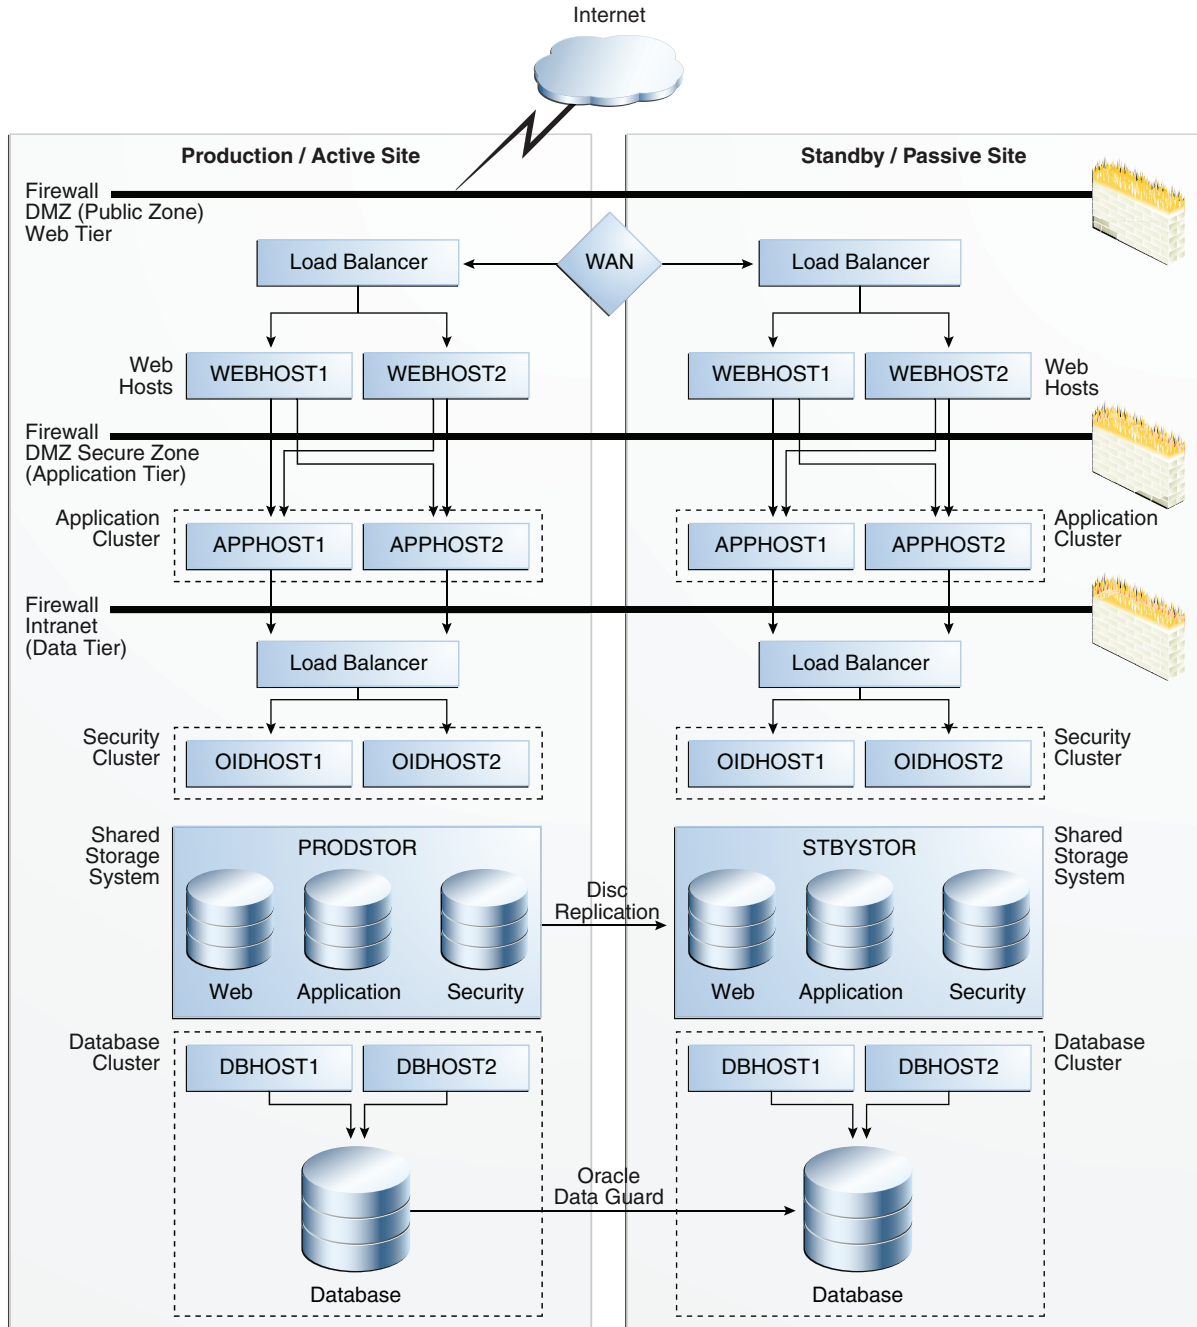 Internet
Production / Active Site
Standby / Passive Site
Firewall
DMZ (Public Zone)
Web Tier
Load Balancer
WAN
Load Balancer
Web
Hosts
WEBHOST1
WEBHOST2
WEBHOST1
WEBHOST2
Web
Hosts
Firewall
DMZ Secure Zone
(Application Tier)
Application
Cluster
APPHOST1
APPHOST2
APPHOST1
APPHOST2
Application
Cluster
Firewall
Intranet
(Data Tier)
Load Balancer
Load Balancer
Security
Cluster
OIDHOST1
OIDHOST2
OIDHOST1
OIDHOST2
Security
Cluster
Shared
Storage
System
PRODSTOR
Web
Application
Security
Disc
Replication
STBYSTOR
Web
Application
Security
Shared
Storage
System
Database
Cluster
DBHOST1
DBHOST2
DBHOST1
DBHOST2
Database
Cluster
Oracle
Data Guard
Database
Database